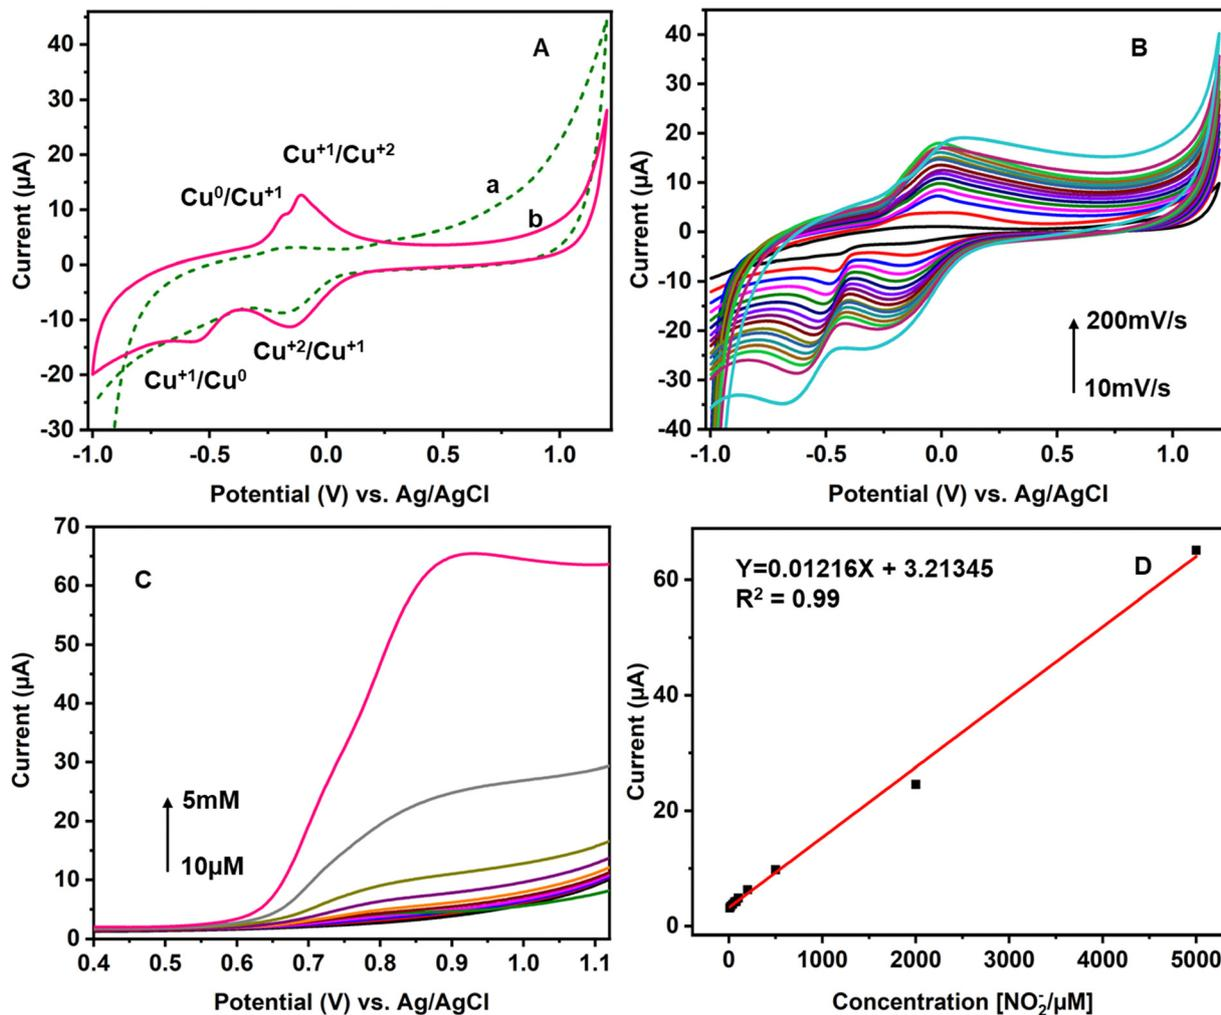 A
Cu+1/Cu+2
Cu0/Cu+1
a
b
Cu+2/Cu+1
Cu+1/Cu0
40
30
20
10
0
-10
-20
-30
-1.0 -0.5 0.0 0.5 1.0
Current (µA)
Potential (V) vs. Ag/AgCl
B
200mV/s
10mV/s
40
30
20
10
0
-10
-20
-30
-40
-1.0 -0.5 0.0 0.5 1.0
Current (µA)
Potential (V) vs. Ag/AgCl
C
5mM
10µM
70
60
50
40
30
20
10
0
0.4 0.5 0.6 0.7 0.8 0.9 1.0 1.1
Current (µA)
Potential (V) vs. Ag/AgCl
Y=0.01216X + 3.21345
D
R2 = 0.99
60
40
20
0
0 1000 2000 3000 4000 5000
Current (µA)
Concentration [NO2-/µM]